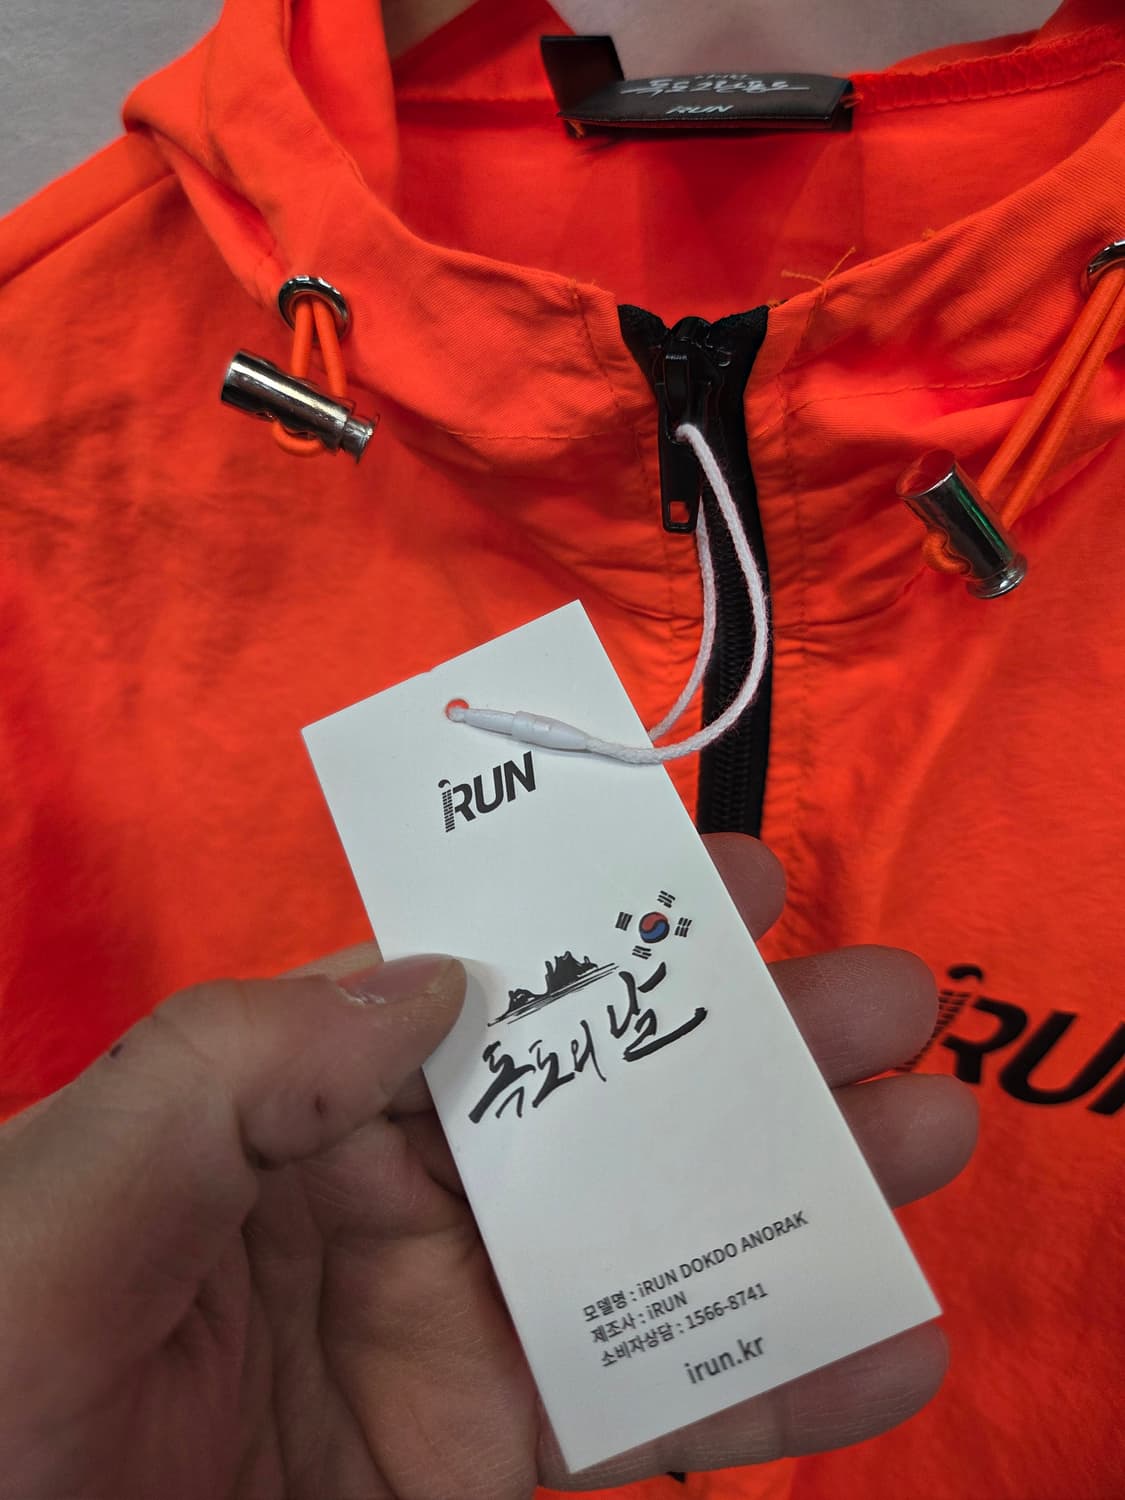 iRUN
iRUN
독도의 날
모델명 : iRUN DOKDO ANORAK
제조사 : iRUN
소비자상담 : 1566-8741
irun.kr